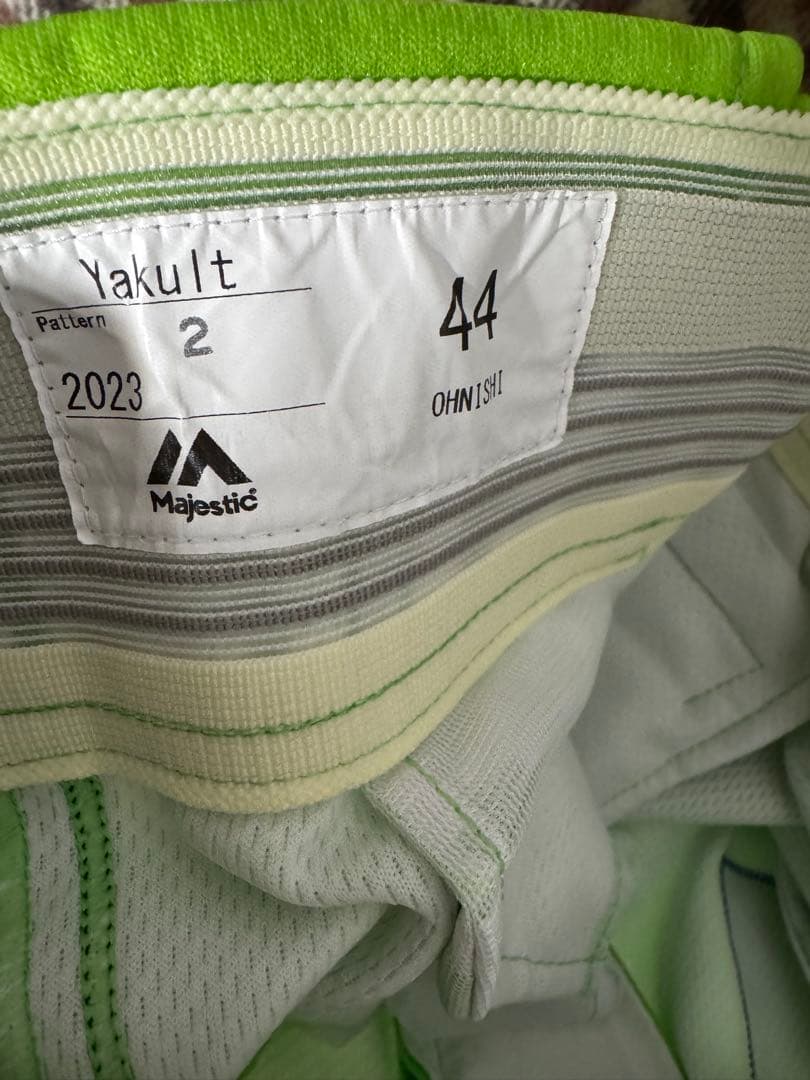 Yakult
Pattern 2
2023
Majestic®
44
OHNISHI